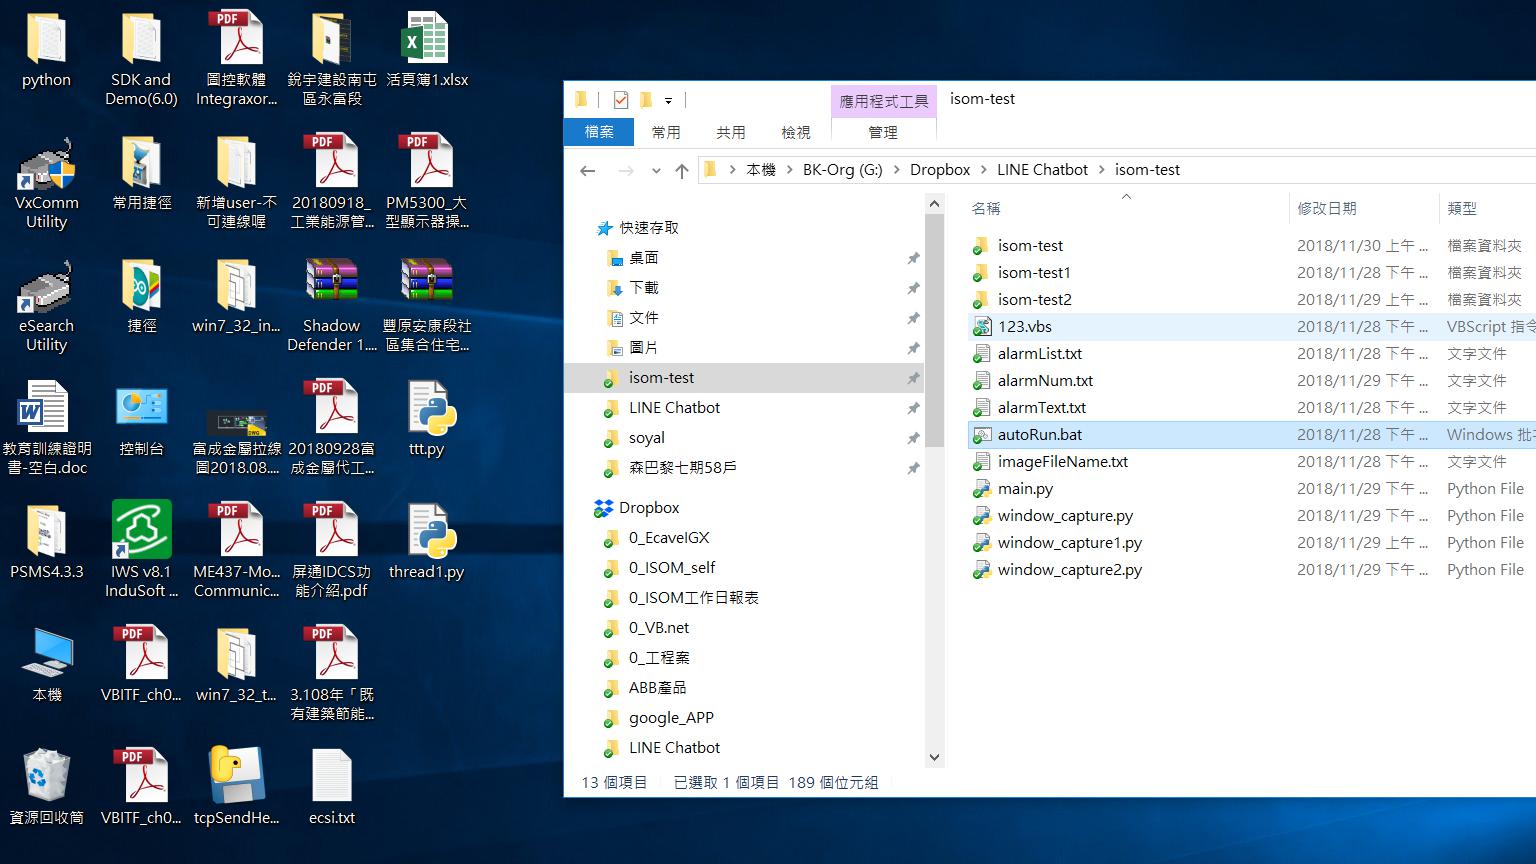 python
SDK and
Demo(6.0)
圖控軟體
Integraxor...
銳宇建設南屯
區永富段
活頁簿1.xlsx
VxComm
Utility
常用捷徑
新增user-不
可連線喔
20180918_
工業能源管...
PM5300_大
型顯示器操...
eSearch
Utility
捷徑
win7_32_in...
Shadow
Defender 1....
豐原安康段社
區集合住宅...
教育訓練證明
書-空白.doc
控制台
富成金屬拉線
圖2018.08....
20180928富
成金屬代工...
ttt.py
PSMS4.3.3
IWS v8.1
InduSoft ...
ME437-Mo...
Communic...
屏通IDCS功
能介紹.pdf
thread1.py
本機
VBITF_ch0...
win7_32_t...
3.108年「既
有建築節能...
資源回收筒
VBITF_ch0...
tcpSendHe...
ecsi.txt
應用程式工具
isom-test
檔案
常用
共用
檢視
管理
本機 > BK-Org (G:) > Dropbox > LINE Chatbot > isom-test
快速存取
桌面
下載
文件
圖片
isom-test
LINE Chatbot
soyal
森巴黎七期58戶
Dropbox
0_EcaveIGX
0_ISOM_self
0_ISOM工作日報表
0_VB.net
0_工程案
ABB產品
google_APP
LINE Chatbot
名稱 修改日期 類型
isom-test 2018/11/30 上午 ... 檔案資料夾
isom-test1 2018/11/28 下午 ... 檔案資料夾
isom-test2 2018/11/29 上午 ... 檔案資料夾
123.vbs 2018/11/28 下午 ... VBScript 指令
alarmList.txt 2018/11/28 下午 ... 文字文件
alarmNum.txt 2018/11/29 下午 ... 文字文件
alarmText.txt 2018/11/28 下午 ... 文字文件
autoRun.bat 2018/11/28 下午 ... Windows 批
imageFileName.txt 2018/11/28 下午 ... 文字文件
main.py 2018/11/29 下午 ... Python File
window_capture.py 2018/11/29 下午 ... Python File
window_capture1.py 2018/11/29 上午 ... Python File
window_capture2.py 2018/11/29 下午 ... Python File
13 個項目 已選取 1 個項目 189 個位元組